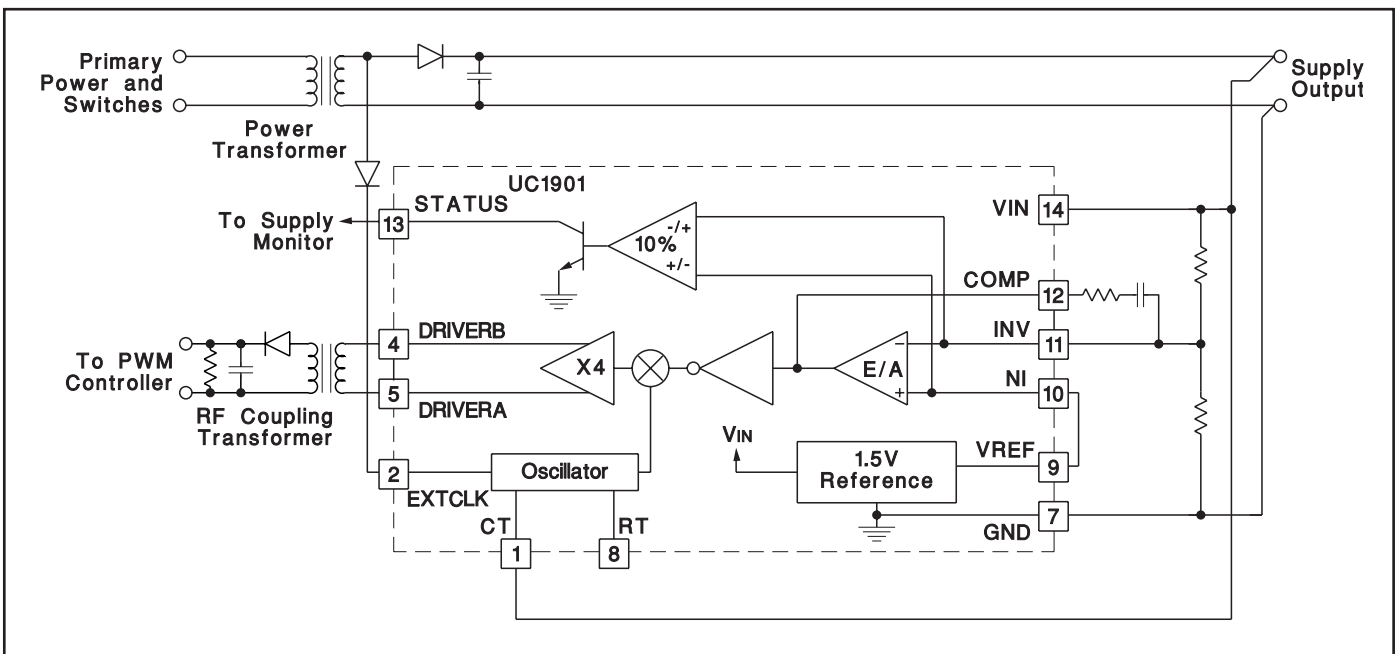 Primary
Power and
Switches
Power
Transformer
Supply
Output
UC1901
STATUS
13
To Supply
Monitor
-/+
10%
+/-
VIN
14
COMP
12
INV
11
NI
10
VREF
9
GND
7
DRIVERB
4
5
DRIVERA
To PWM
Controller
RF Coupling
Transformer
X4
−
E/A
+
VIN
1.5V
Reference
2
EXTCLK
Oscillator
CT
RT
1
8